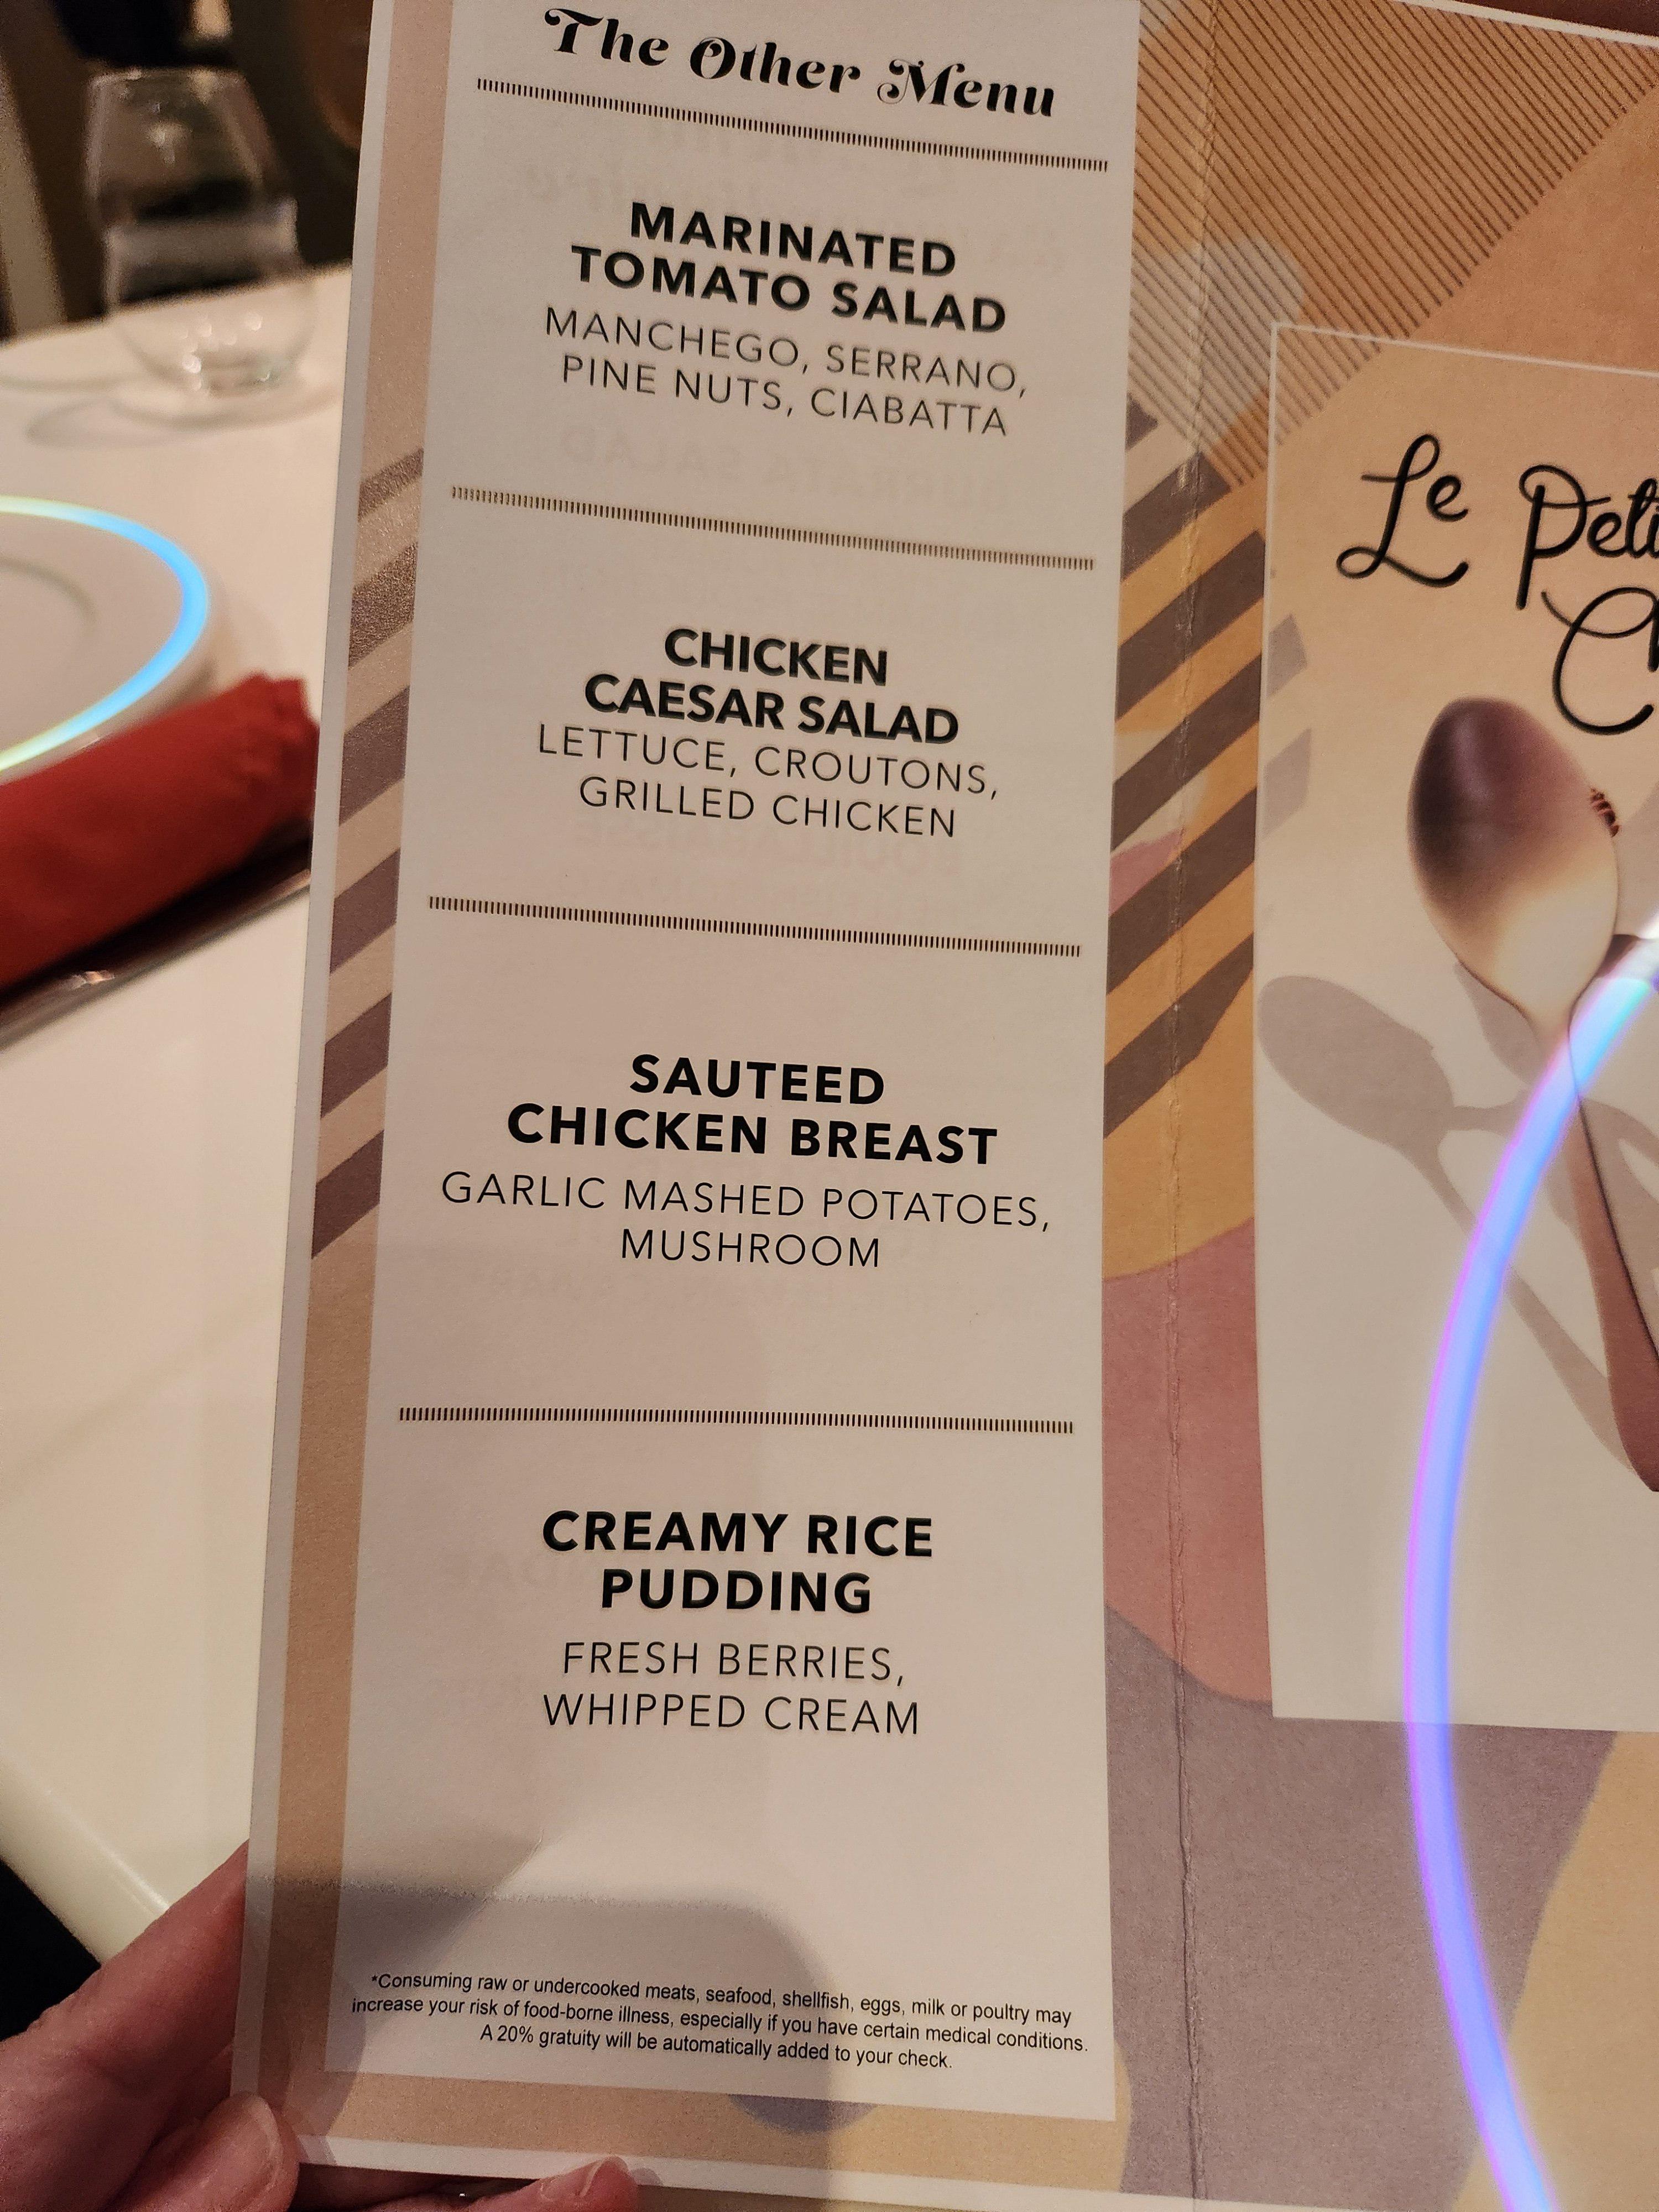 The Other Menu
MARINATED
TOMATO SALAD
MANCHEGO, SERRANO,
PINE NUTS, CIABATTA
CHICKEN
CAESAR SALAD
LETTUCE, CROUTONS,
GRILLED CHICKEN
SAUTEED
CHICKEN BREAST
GARLIC MASHED POTATOES,
MUSHROOM
CREAMY RICE
PUDDING
FRESH BERRIES,
WHIPPED CREAM
*Consuming raw or undercooked meats, seafood, shellfish, eggs, milk or poultry may
increase your risk of food-borne illness, especially if you have certain medical conditions.
A 20% gratuity will be automatically added to your check.
Le